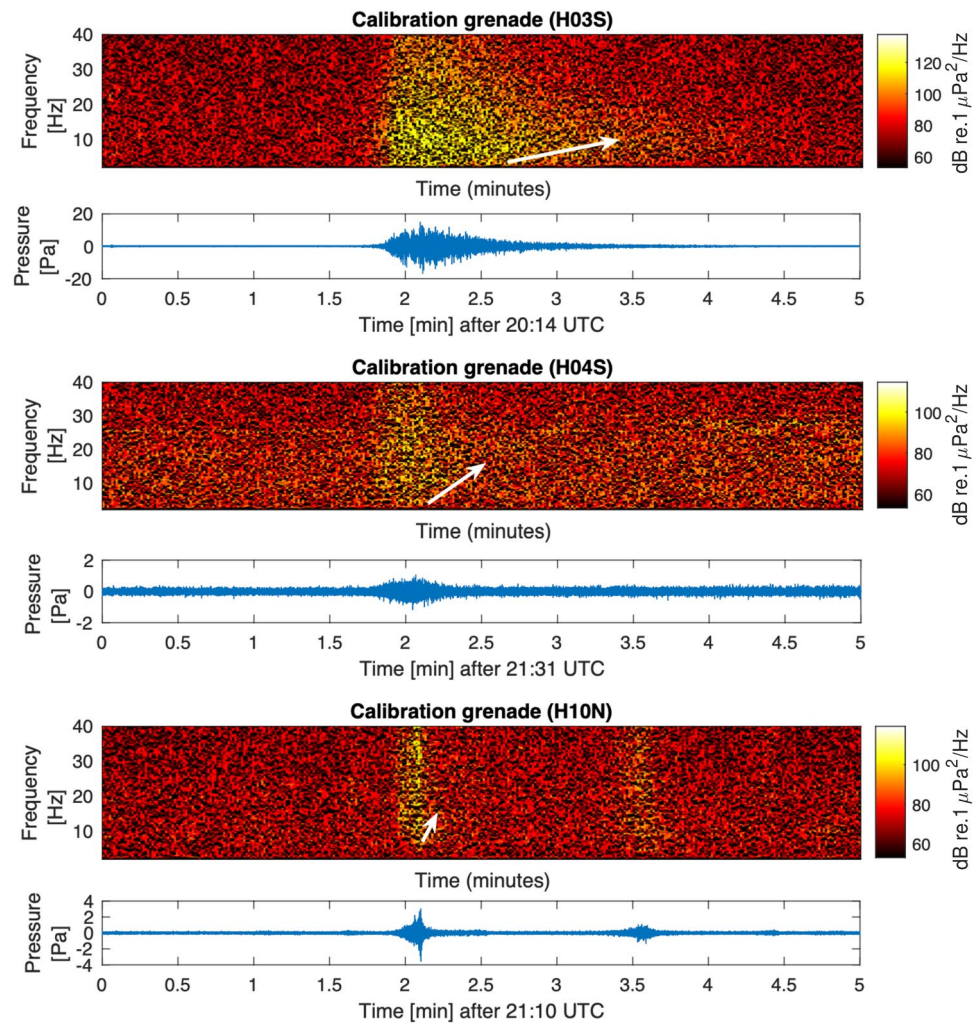 Calibration grenade (H03S)
40
30
20
10
Frequency
[Hz]
120
100
80
60
dB re.1 μPa²/Hz
Time (minutes)
20
0
-20
Pressure
[Pa]
0 0.5 1 1.5 2 2.5 3 3.5 4 4.5 5
Time [min] after 20:14 UTC
Calibration grenade (H04S)
40
30
20
10
Frequency
[Hz]
100
80
60
dB re.1 μPa²/Hz
Time (minutes)
2
0
-2
Pressure
[Pa]
0 0.5 1 1.5 2 2.5 3 3.5 4 4.5 5
Time [min] after 21:31 UTC
Calibration grenade (H10N)
40
30
20
10
Frequency
[Hz]
100
80
60
dB re.1 μPa²/Hz
Time (minutes)
4
2
0
-2
-4
Pressure
[Pa]
0 0.5 1 1.5 2 2.5 3 3.5 4 4.5 5
Time [min] after 21:10 UTC